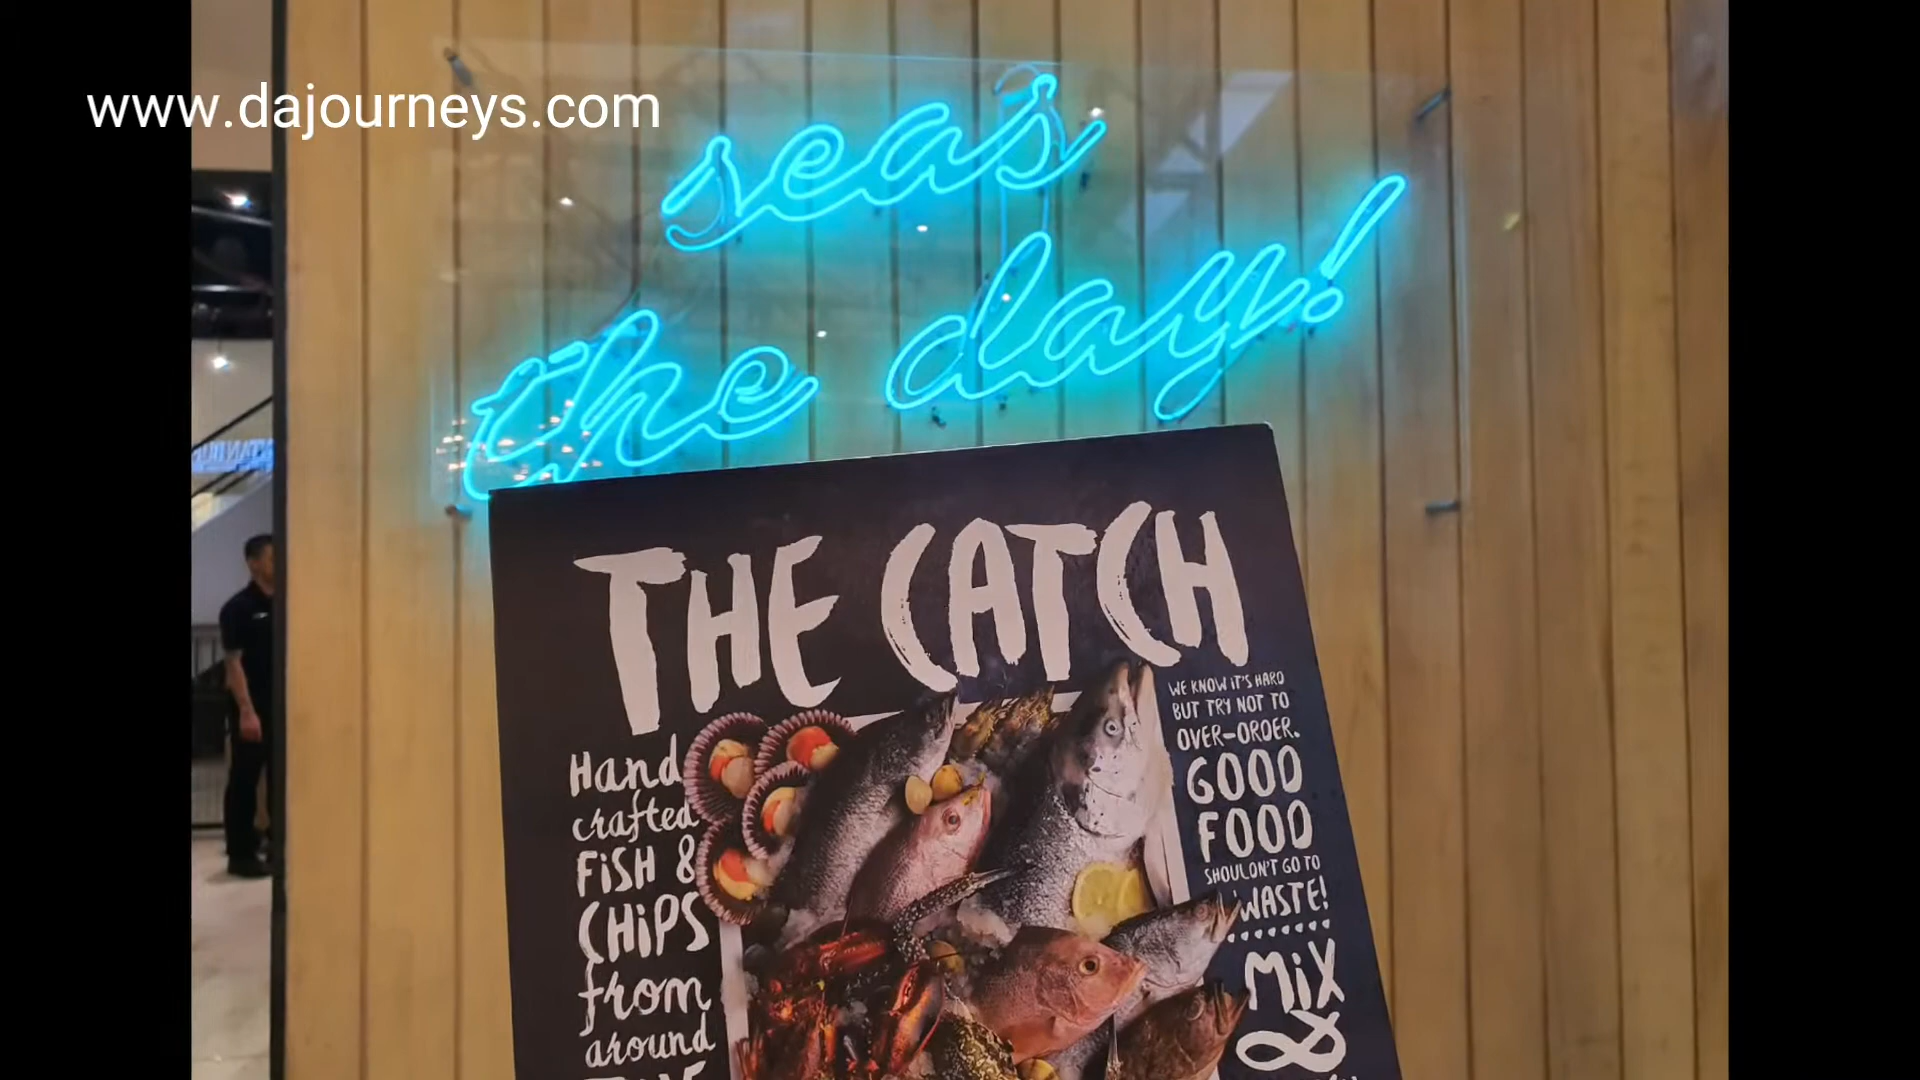 www.dajourneys.com
seas
the day!
THE CATCH
Hand
crafted
FiSH &
CHiPS
from
around
WE KNOW iT'S HARD
BUT TRY NOT TO
OVER-ORDER.
GOOD
FOOD
SHOULDN'T GO TO
WASTE!
MiX
&